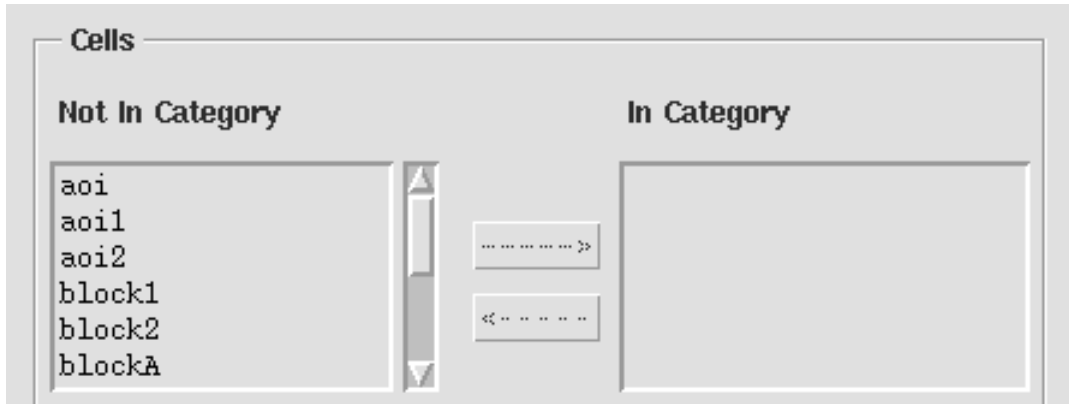 Cells
Not In Category
In Category
aoi
aoi1
aoi2
block1
block2
blockA
----->>
<<-----